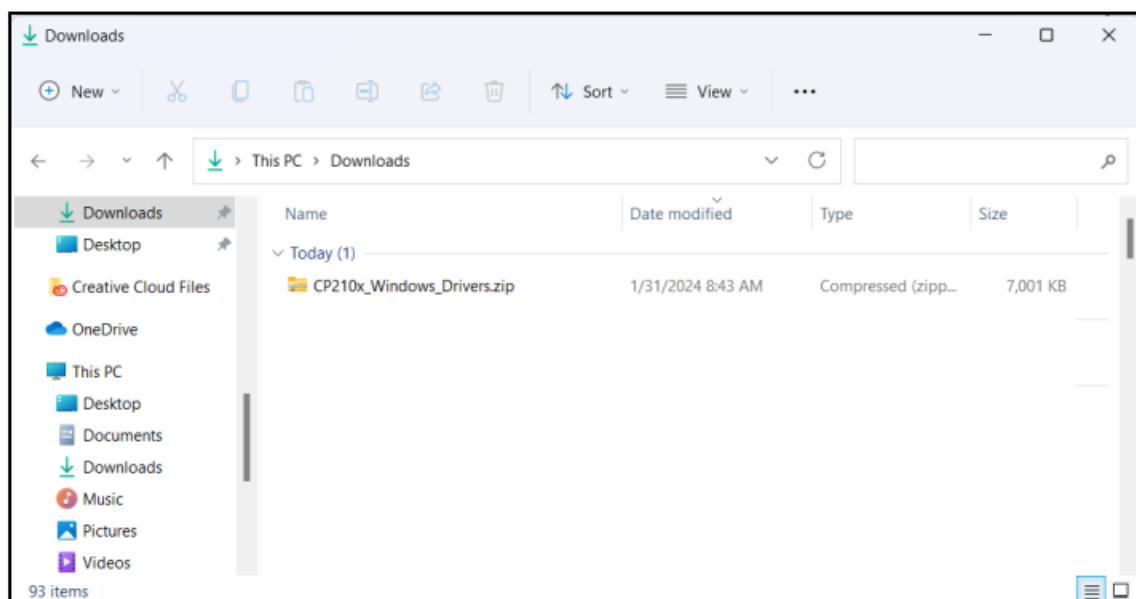 Downloads
New
Sort
View
This PC > Downloads
Downloads
Desktop
Creative Cloud Files
OneDrive
This PC
Desktop
Documents
Downloads
Music
Pictures
Videos
Name Date modified Type Size
Today (1)
CP210x_Windows_Drivers.zip 1/31/2024 8:43 AM Compressed (zipp... 7,001 KB
93 items